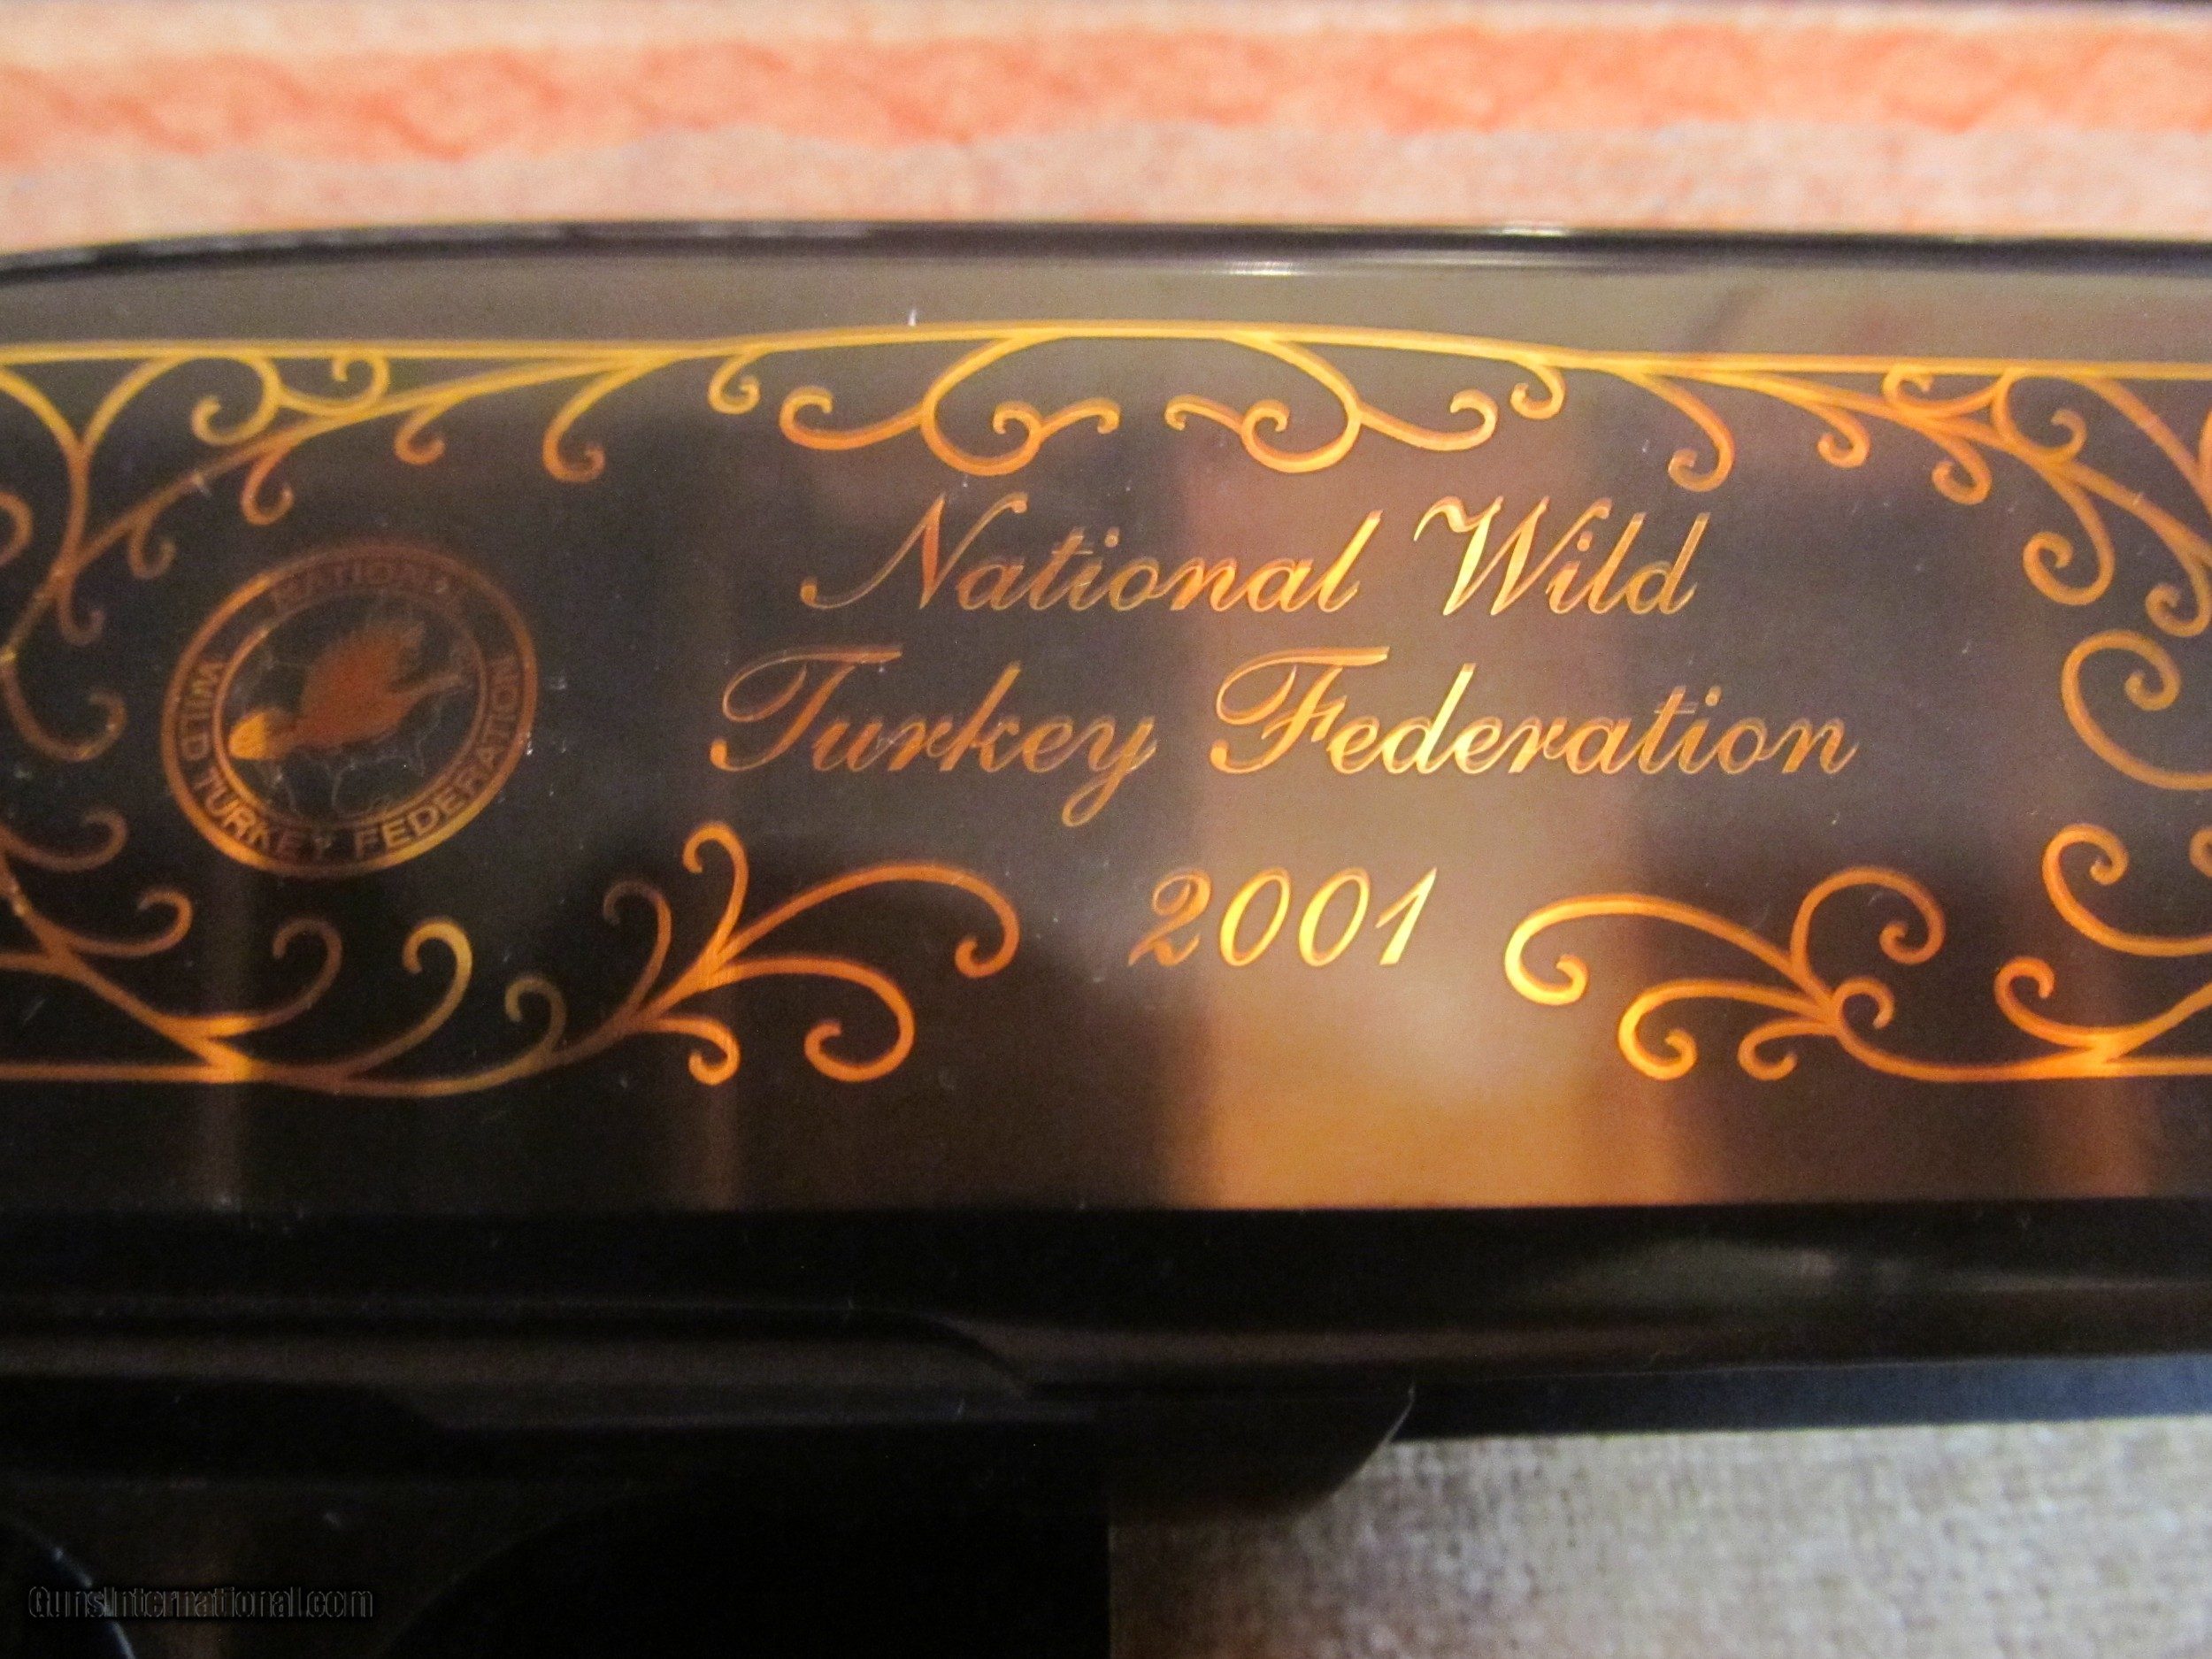 National Wild
Turkey Federation
2001
NATIONAL
WILD TURKEY FEDERATION
GunsInternational.com